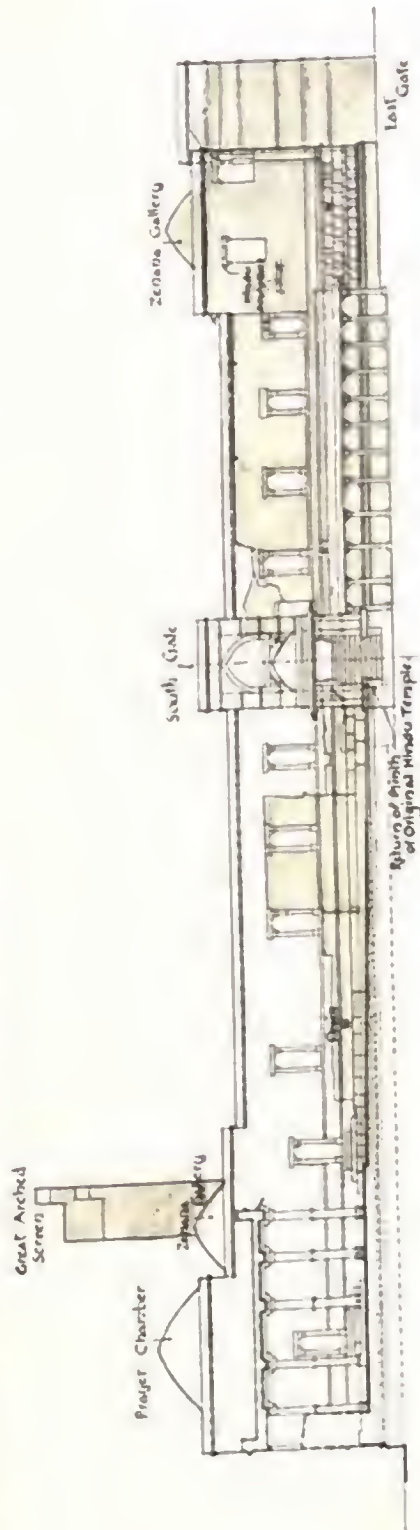 Prayer Chamber
Great Arched
Screen
Zenana Gallery
South Gate
Return of Plinth
of Original Hindu Temple
Zenana Gallery
East Gate